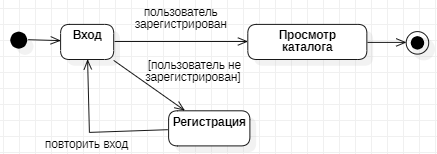 пользователь
зарегистрирован
Вход
Просмотр
каталога
[пользователь не
зарегистрирован]
Регистрация
повторить вход